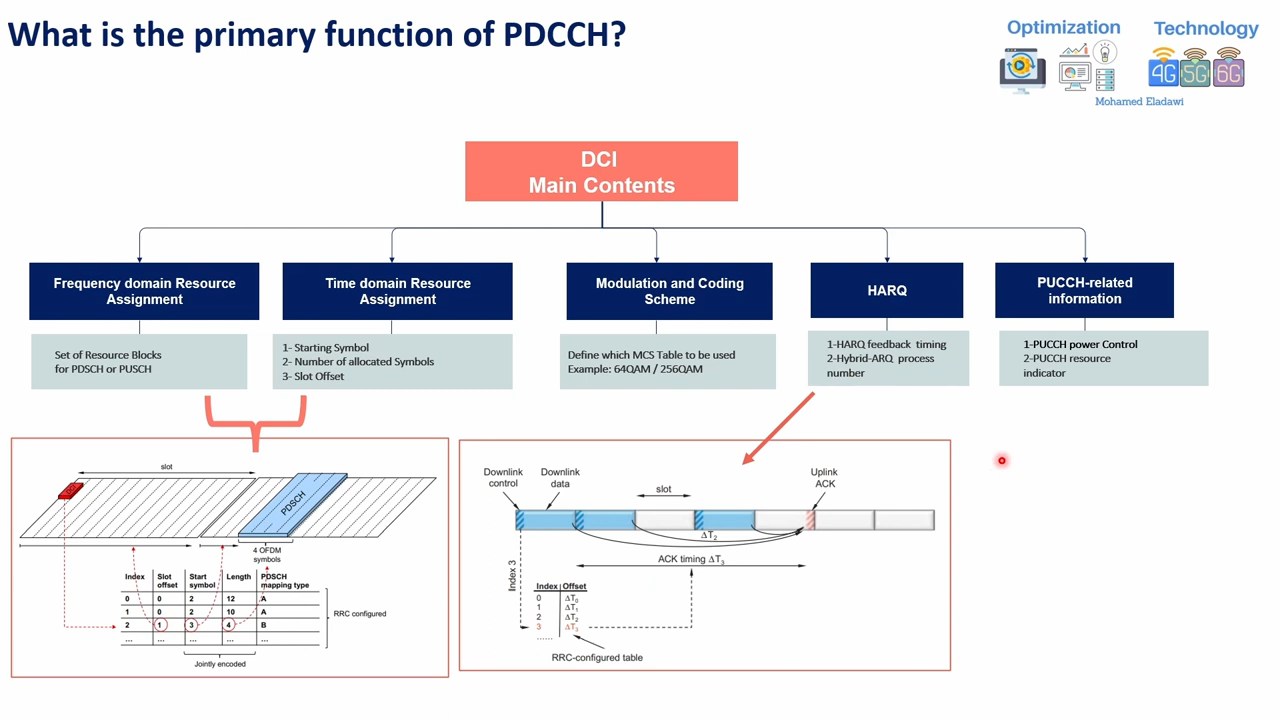 What is the primary function of PDCCH?
Optimization
Technology
4G 5G 6G
Mohamed Eladawi
DCI
Main Contents
Frequency domain Resource
Assignment
Time domain Resource
Assignment
Modulation and Coding
Scheme
HARQ
PUCCH-related
information
Set of Resource Blocks
for PDSCH or PUSCH
1- Starting Symbol
2- Number of allocated Symbols
3- Slot Offset
Define which MCS Table to be used
Example: 64QAM / 256QAM
1-HARQ feedback timing
2-Hybrid-ARQ process
number
1-PUCCH power Control
2-PUCCH resource
indicator
slot
DCI
PDSCH
4 OFDM
symbols
Index Slot offset Start symbol Length PDSCH mapping type
0 0 2 12 A
1 0 2 10 A
2 1 3 4 B
... ... ... ... ...
RRC configured
Jointly encoded
Downlink
control
Downlink
data
slot
Uplink
ACK
ΔT2
ACK timing ΔT3
Index 3
Index Offset
0 ΔT0
1 ΔT1
2 ΔT2
3 ΔT3
......
RRC-configured table